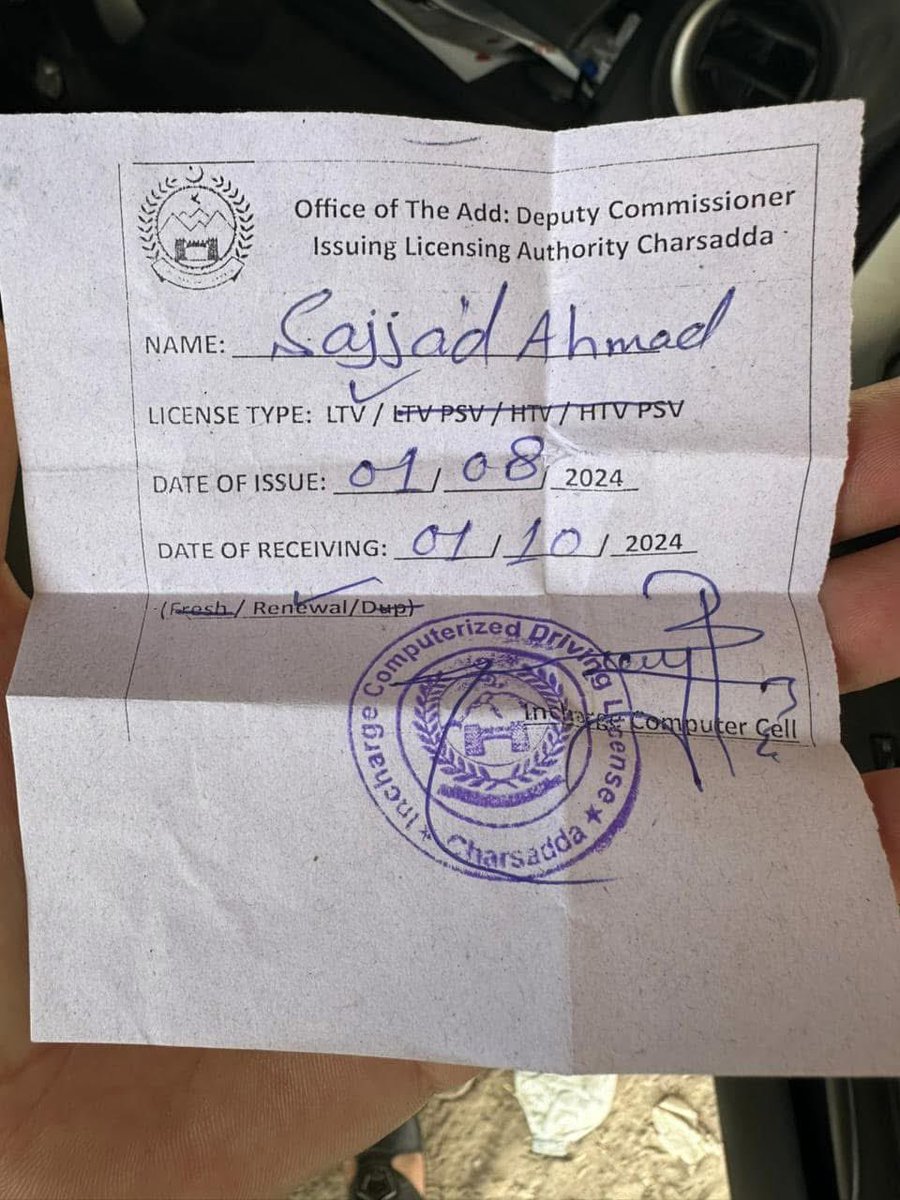 Office of The Add: Deputy Commissioner
Issuing Licensing Authority Charsadda
NAME: Sajjad Ahmad
LICENSE TYPE: LTV / LTV PSV / HTV / HTV PSV
DATE OF ISSUE: 01/08/2024
DATE OF RECEIVING: 01/10/2024
(Fresh/ Renewal/Dup)
Incharge Computer Cell
Incharge Computerized Driving License
Charsadda